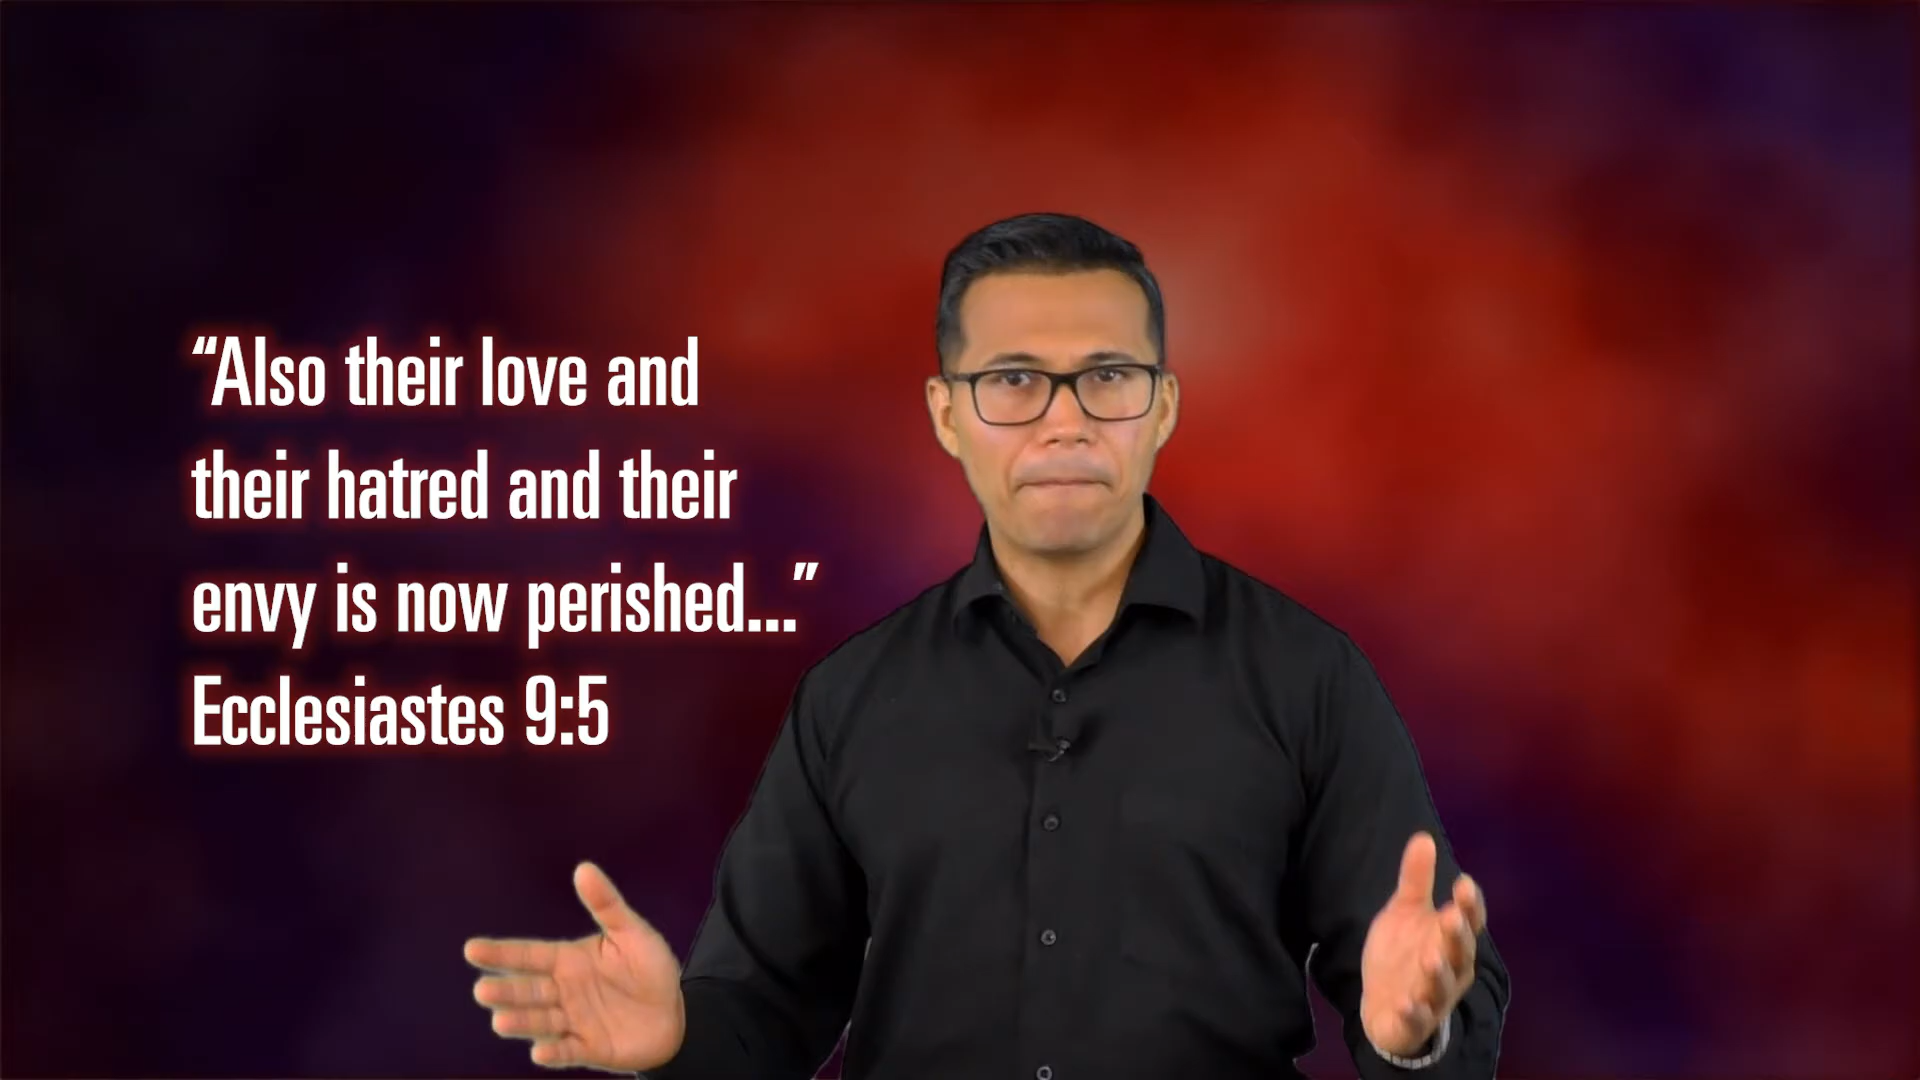 “Also their love and
their hatred and their
envy is now perished...”
Ecclesiastes 9:5